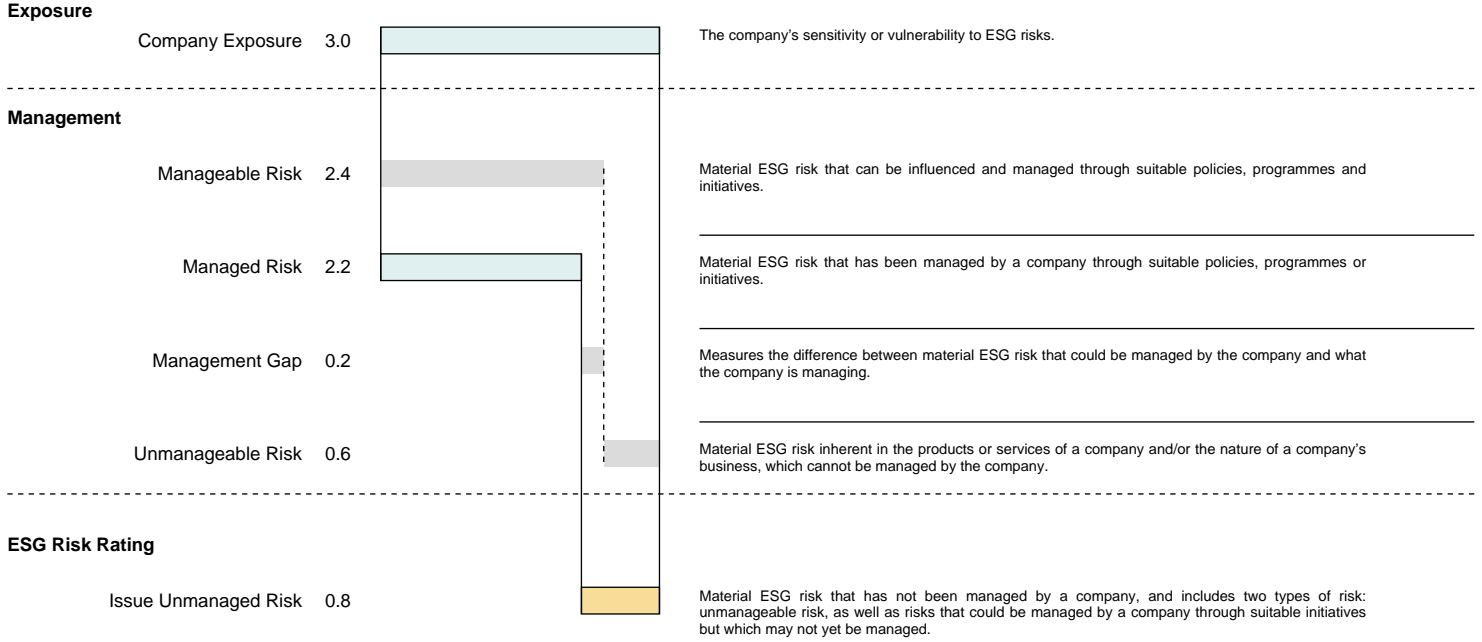 Exposure
Company Exposure 3.0
The company’s sensitivity or vulnerability to ESG risks.
Management
Manageable Risk 2.4
Material ESG risk that can be influenced and managed through suitable policies, programmes and
initiatives.
Managed Risk 2.2
Material ESG risk that has been managed by a company through suitable policies, programmes or
initiatives.
Management Gap 0.2
Measures the difference between material ESG risk that could be managed by the company and what
the company is managing.
Unmanageable Risk 0.6
Material ESG risk inherent in the products or services of a company and/or the nature of a company’s
business, which cannot be managed by the company.
ESG Risk Rating
Issue Unmanaged Risk 0.8
Material ESG risk that has not been managed by a company, and includes two types of risk:
unmanageable risk, as well as risks that could be managed by a company through suitable initiatives
but which may not yet be managed.